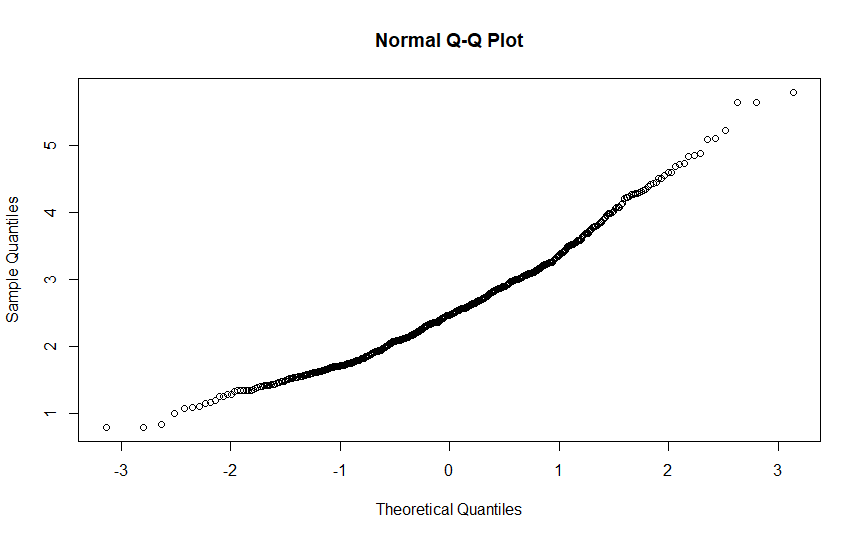 Normal Q-Q Plot
5
4
3
2
1
Sample Quantiles
-3 -2 -1 0 1 2 3
Theoretical Quantiles